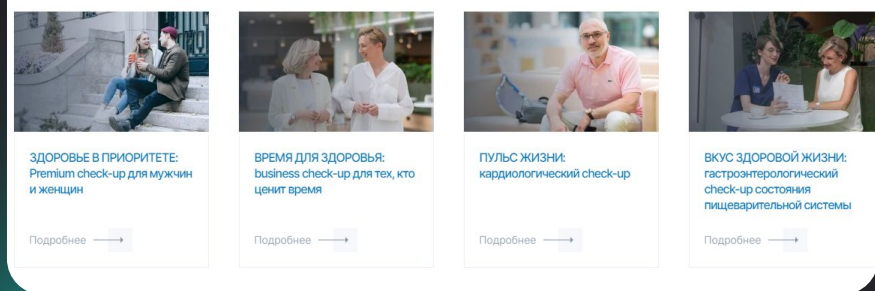 ЗДОРОВЬЕ В ПРИОРИТЕТЕ:
Premium check-up для мужчин
и женщин
Подробнее
ВРЕМЯ ДЛЯ ЗДОРОВЬЯ:
business check-up для тех, кто
ценит время
Подробнее
ПУЛЬС ЖИЗНИ:
кардиологический check-up
Подробнее
ВКУС ЗДОРОВОЙ ЖИЗНИ:
гастроэнтерологический
check-up состояния
пищеварительной системы
Подробнее